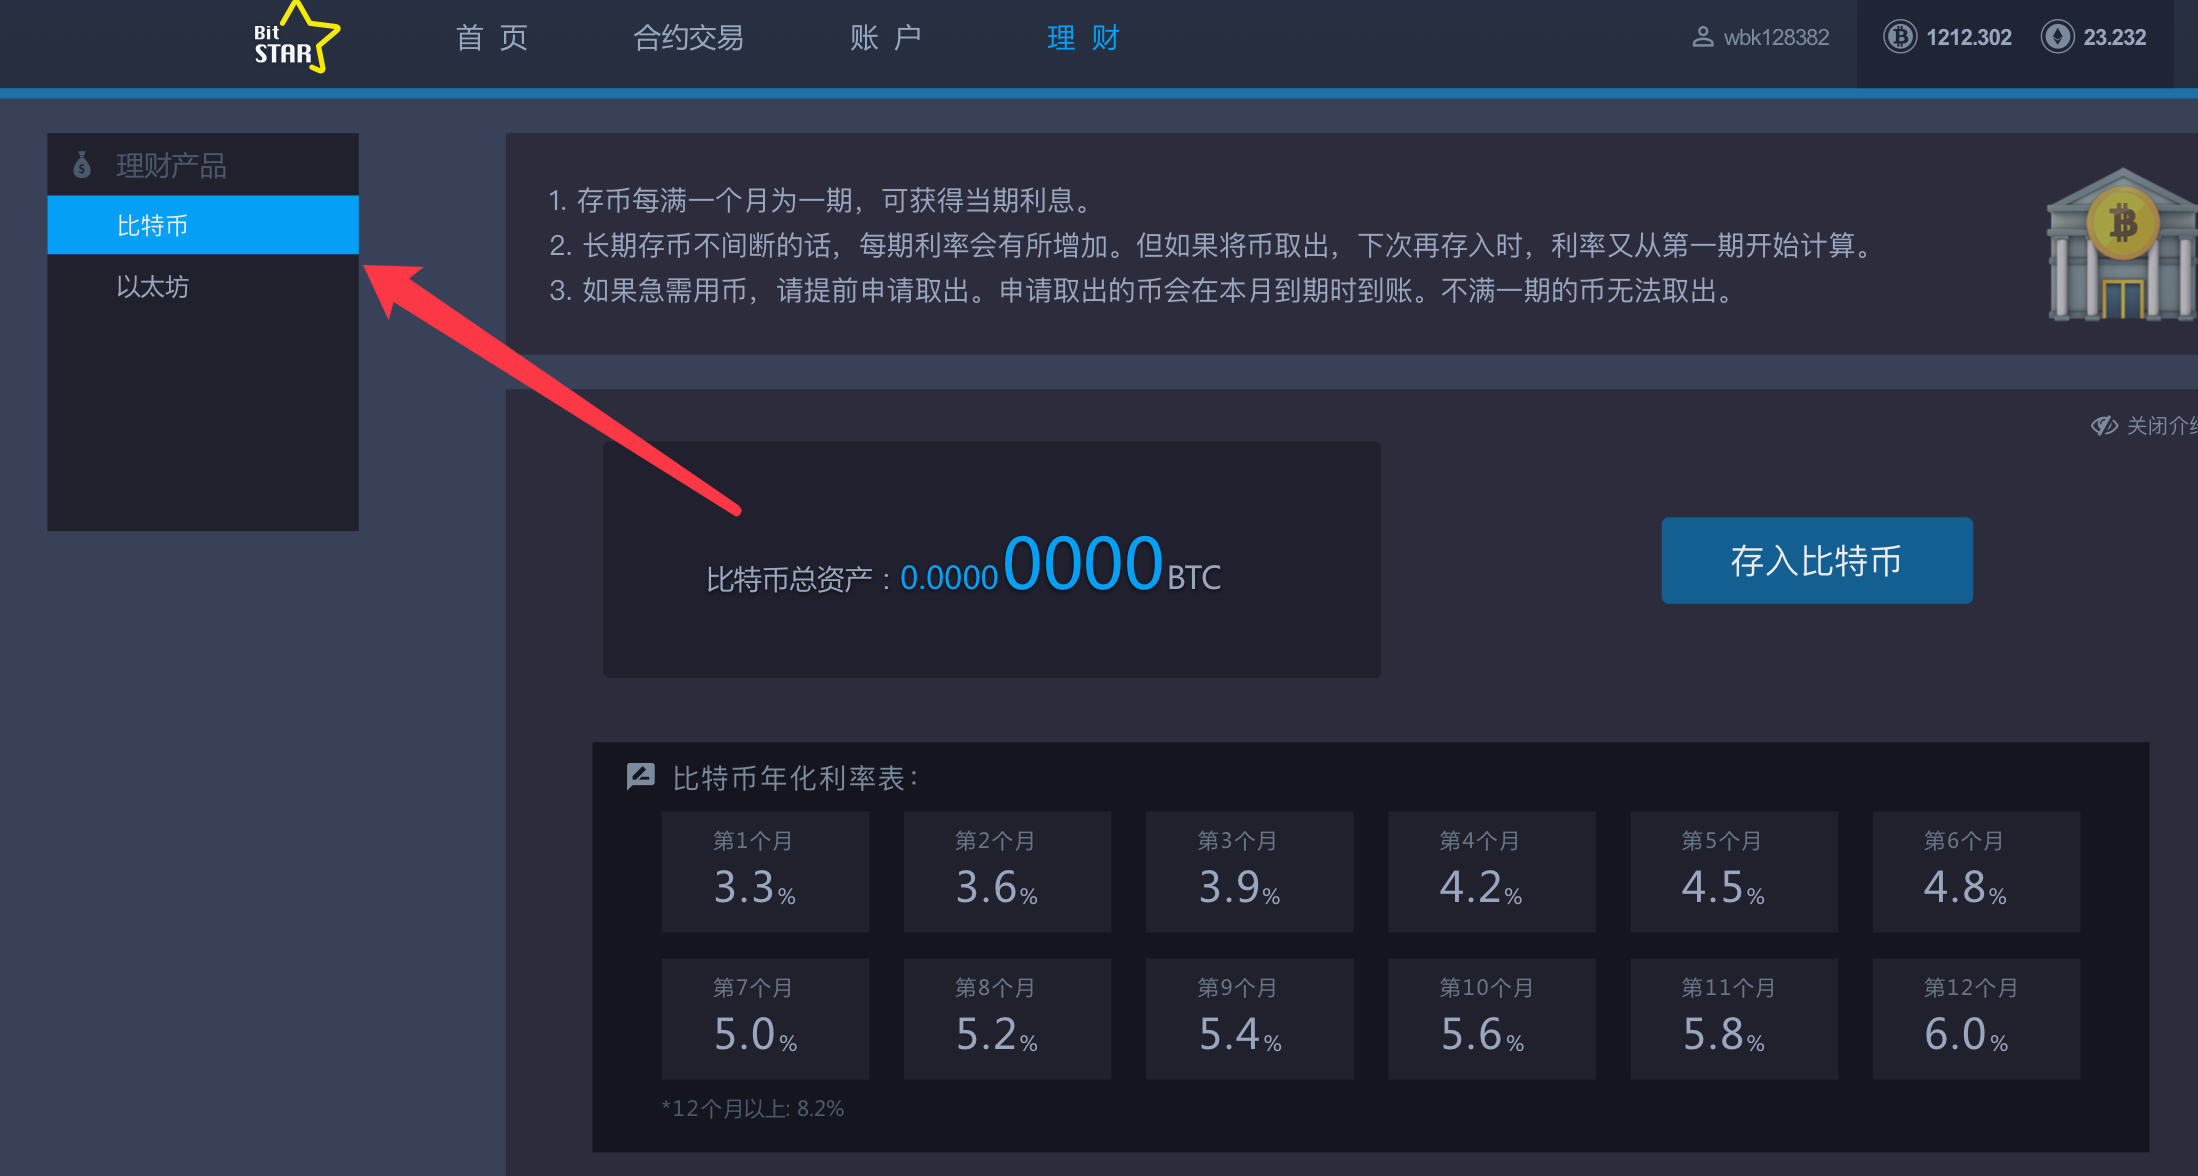 Bit
STAR
首 页
合约交易
账 户
理 财
wbk128382
1212.302
23.232
理财产品
比特币
以太坊
1. 存币每满一个月为一期，可获得当期利息。
2. 长期存币不间断的话，每期利率会有所增加。但如果将币取出，下次再存入时，利率又从第一期开始计算。
3. 如果急需用币，请提前申请取出。申请取出的币会在本月到期时到账。不满一期的币无法取出。
关闭介绍
比特币总资产：0.00000000 BTC
存入比特币
比特币年化利率表：
第1个月
3.3%
第2个月
3.6%
第3个月
3.9%
第4个月
4.2%
第5个月
4.5%
第6个月
4.8%
第7个月
5.0%
第8个月
5.2%
第9个月
5.4%
第10个月
5.6%
第11个月
5.8%
第12个月
6.0%
*12个月以上: 8.2%